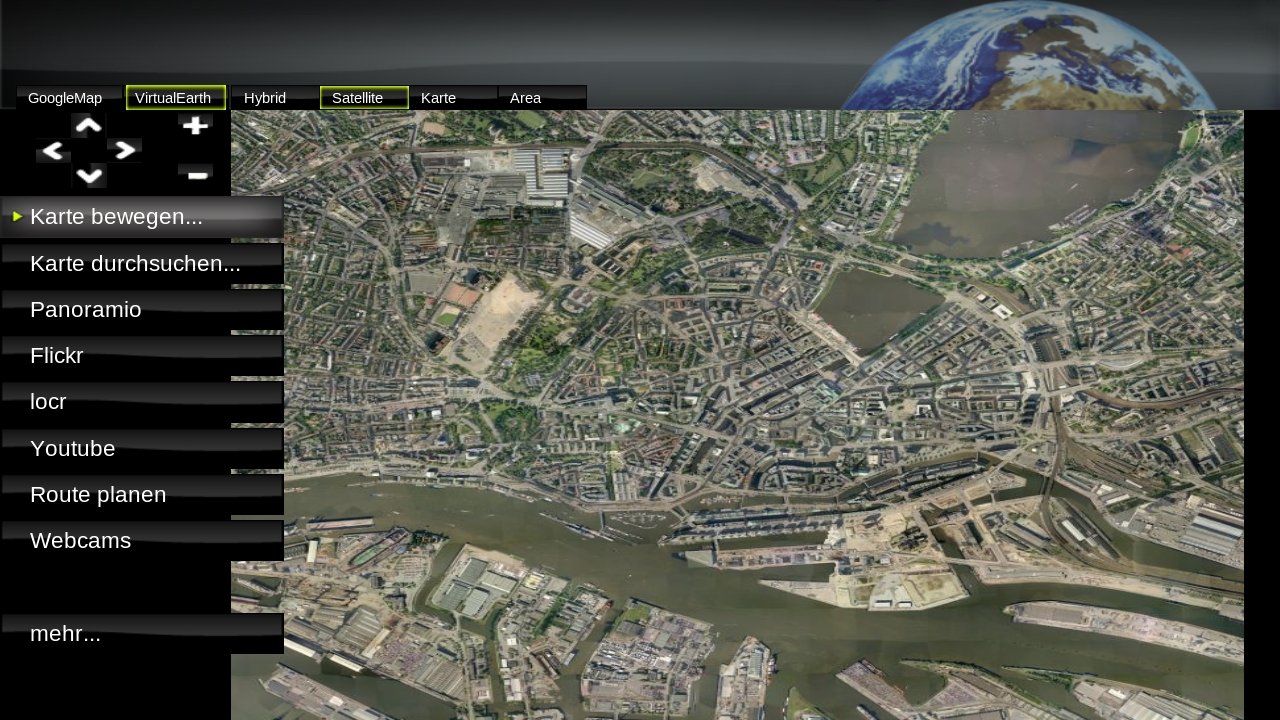 GoogleMap
VirtualEarth
Hybrid
Satellite
Karte
Area
Karte bewegen...
Karte durchsuchen...
Panoramio
Flickr
locr
Youtube
Route planen
Webcams
mehr...